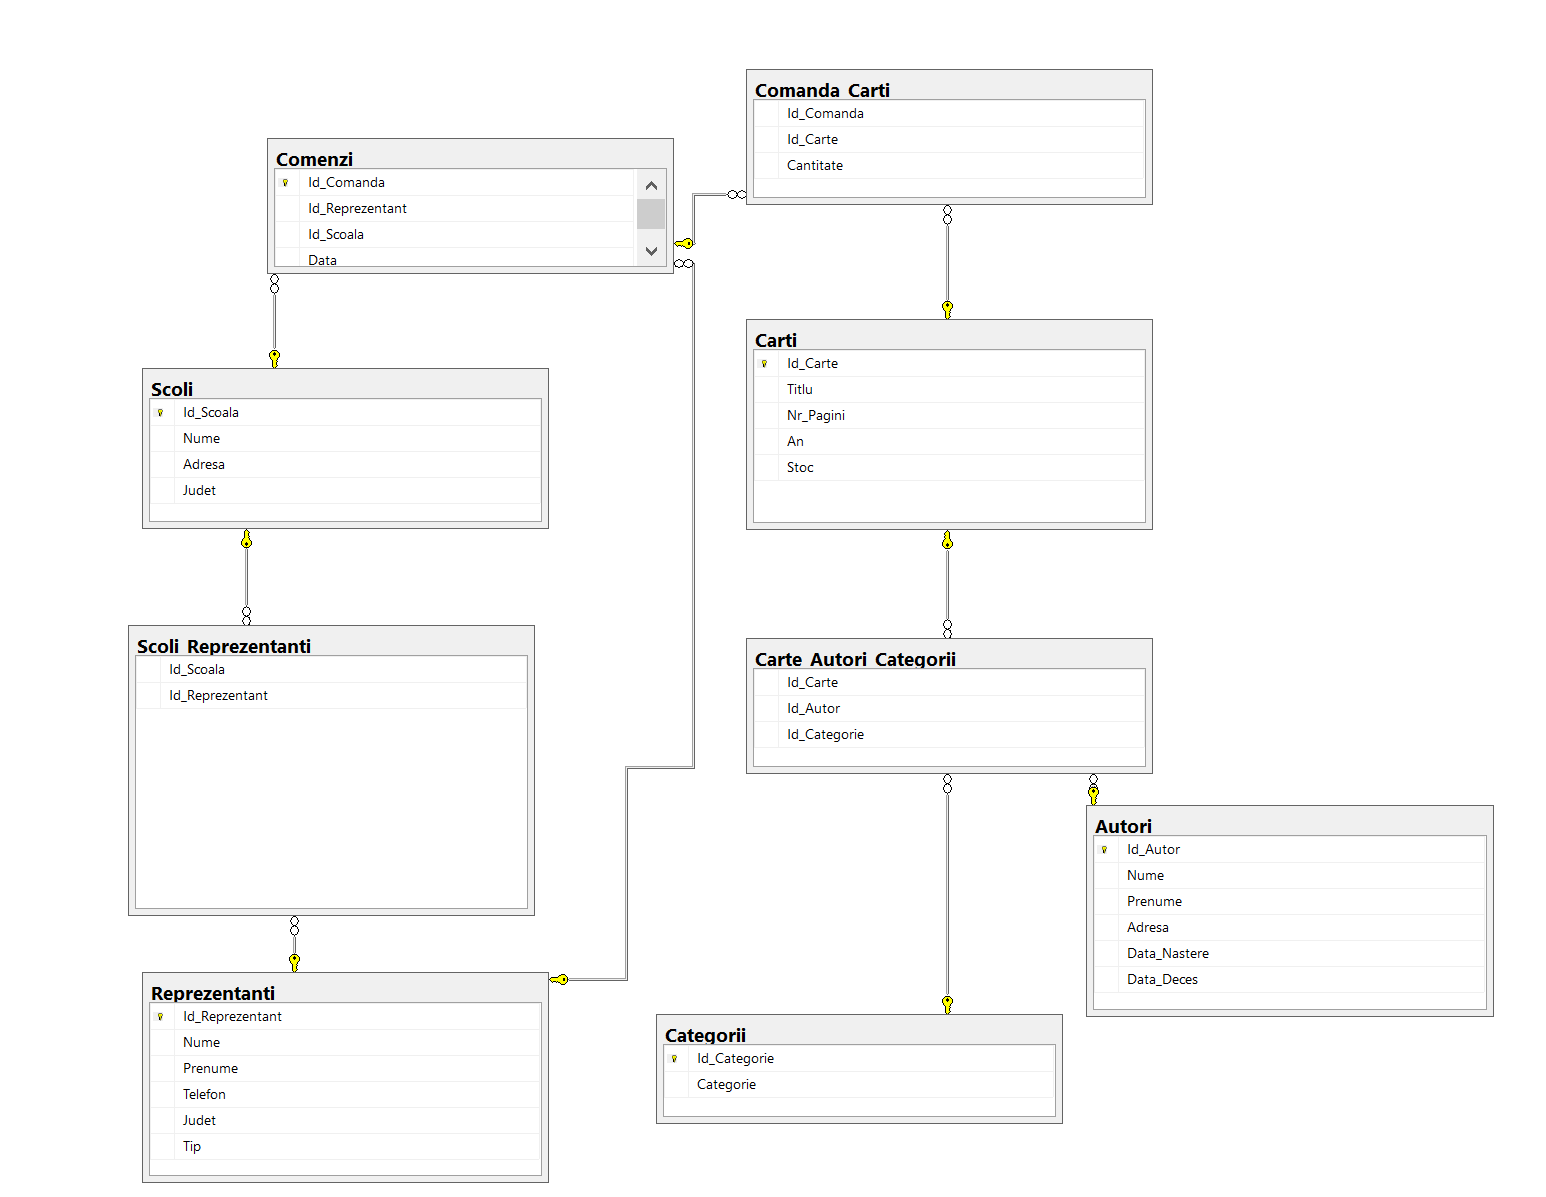 Comanda_Carti
Id_Comanda
Id_Carte
Cantitate
Comenzi
Id_Comanda
Id_Reprezentant
Id_Scoala
Data
Carti
Id_Carte
Titlu
Nr_Pagini
An
Stoc
Scoli
Id_Scoala
Nume
Adresa
Judet
Scoli_Reprezentanti
Id_Scoala
Id_Reprezentant
Carte_Autori_Categorii
Id_Carte
Id_Autor
Id_Categorie
Autori
Id_Autor
Nume
Prenume
Adresa
Data_Nastere
Data_Deces
Reprezentanti
Id_Reprezentant
Nume
Prenume
Telefon
Judet
Tip
Categorii
Id_Categorie
Categorie